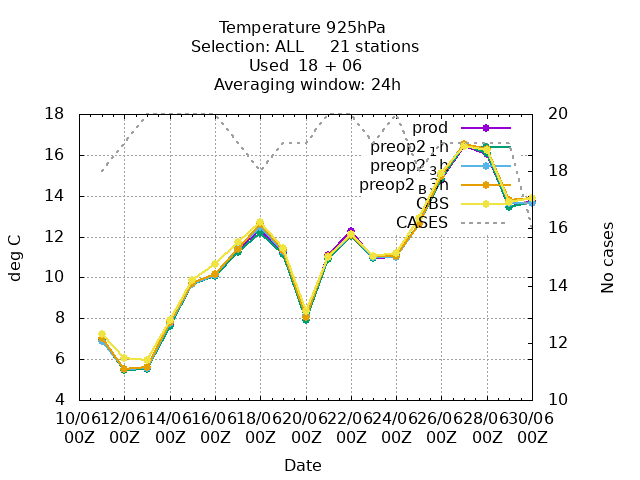 Temperature 925hPa
Selection: ALL 21 stations
Used 18 + 06
Averaging window: 24h
18
16
14
12
10
8
6
4
deg C
20
18
16
14
12
10
No cases
prod
preop2_1h
preop2_3h
preop2_B_3h
OBS
CASES
10/06 12/06 14/06 16/06 18/06 20/06 22/06 24/06 26/06 28/06 30/06
00Z 00Z 00Z 00Z 00Z 00Z 00Z 00Z 00Z 00Z 00Z
Date